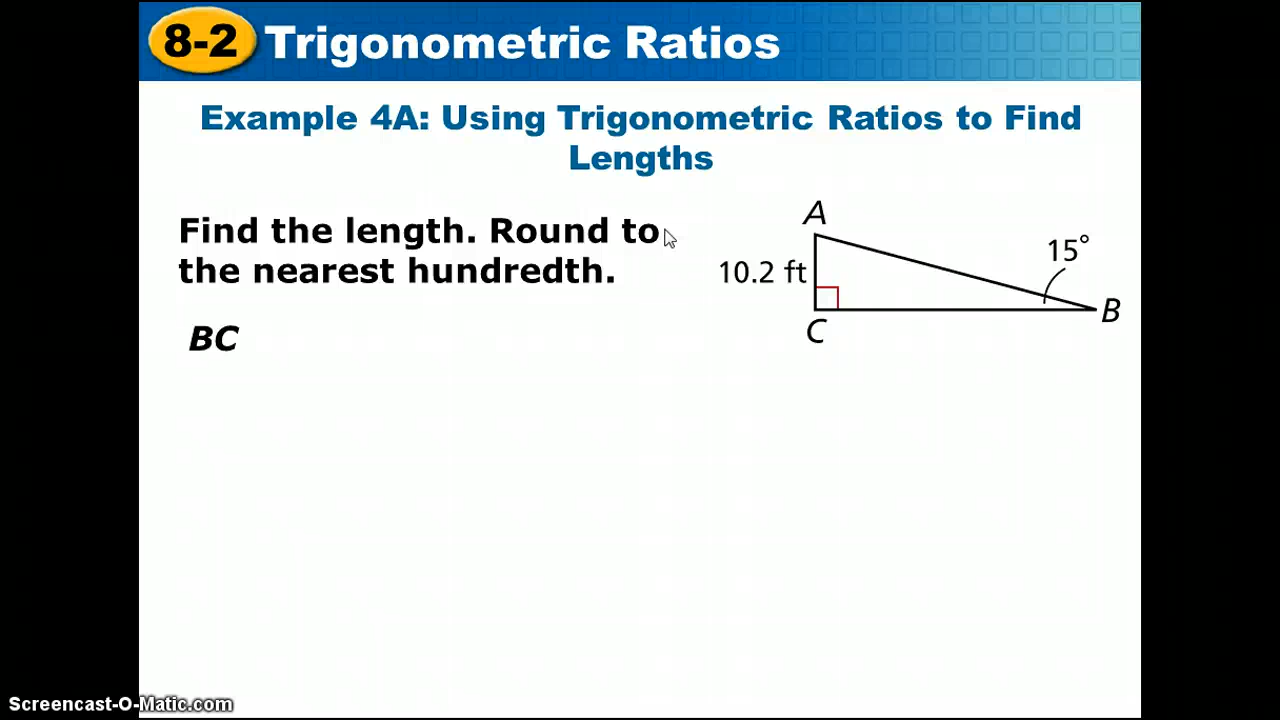 8-2 Trigonometric Ratios
Example 4A: Using Trigonometric Ratios to Find
Lengths
Find the length. Round to
the nearest hundredth.
BC
A
15°
10.2 ft
B
C
Screencast-O-Matic.com